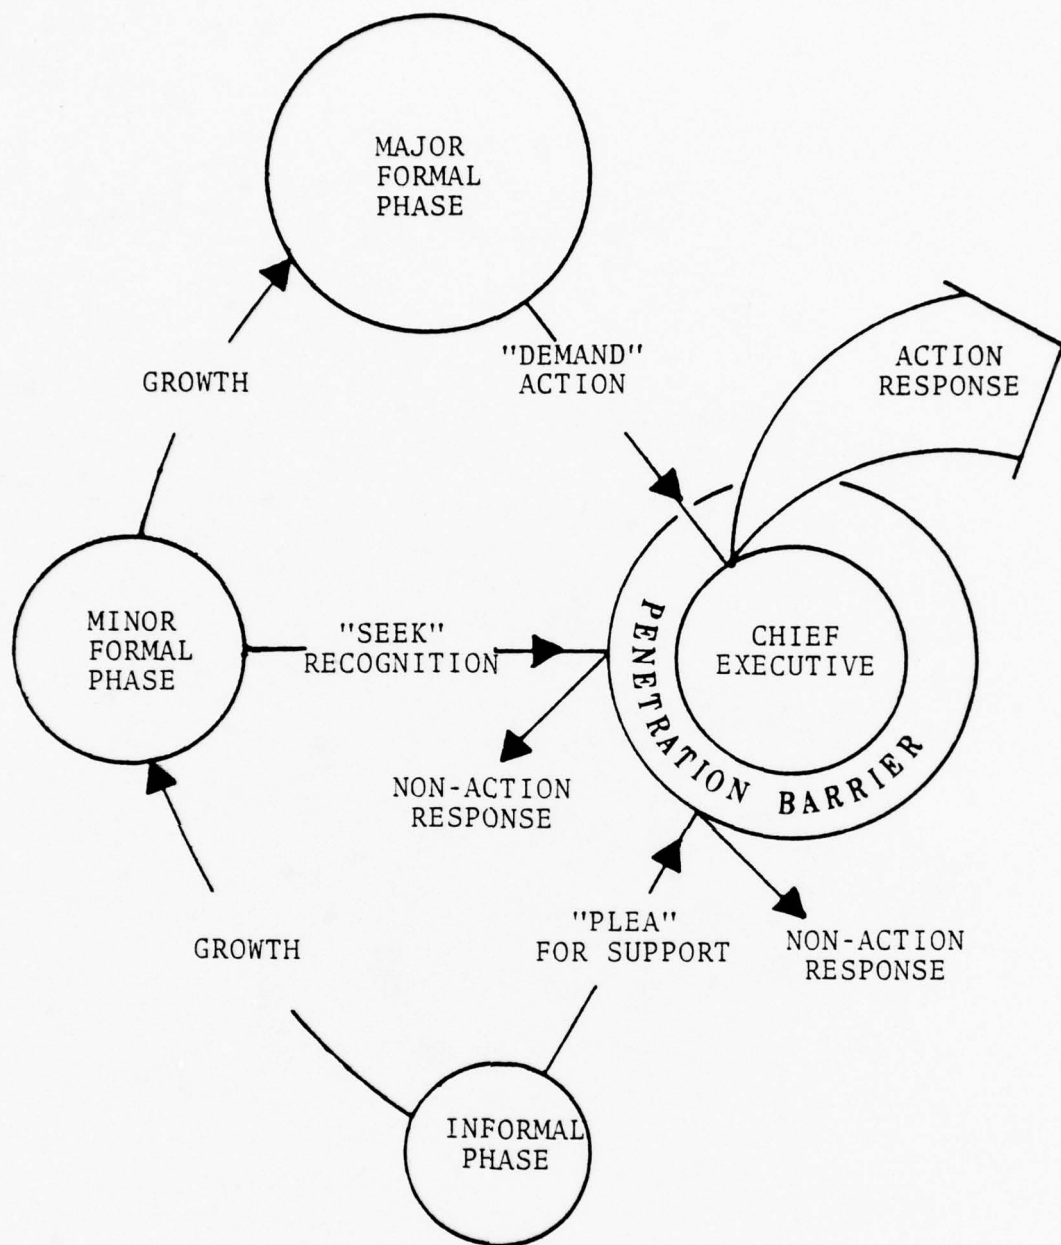 MAJOR
FORMAL
PHASE
GROWTH
"DEMAND"
ACTION
ACTION
RESPONSE
MINOR
FORMAL
PHASE
"SEEK"
RECOGNITION
PENETRATION BARRIER
CHIEF
EXECUTIVE
NON-ACTION
RESPONSE
GROWTH
"PLEA"
FOR SUPPORT
NON-ACTION
RESPONSE
INFORMAL
PHASE